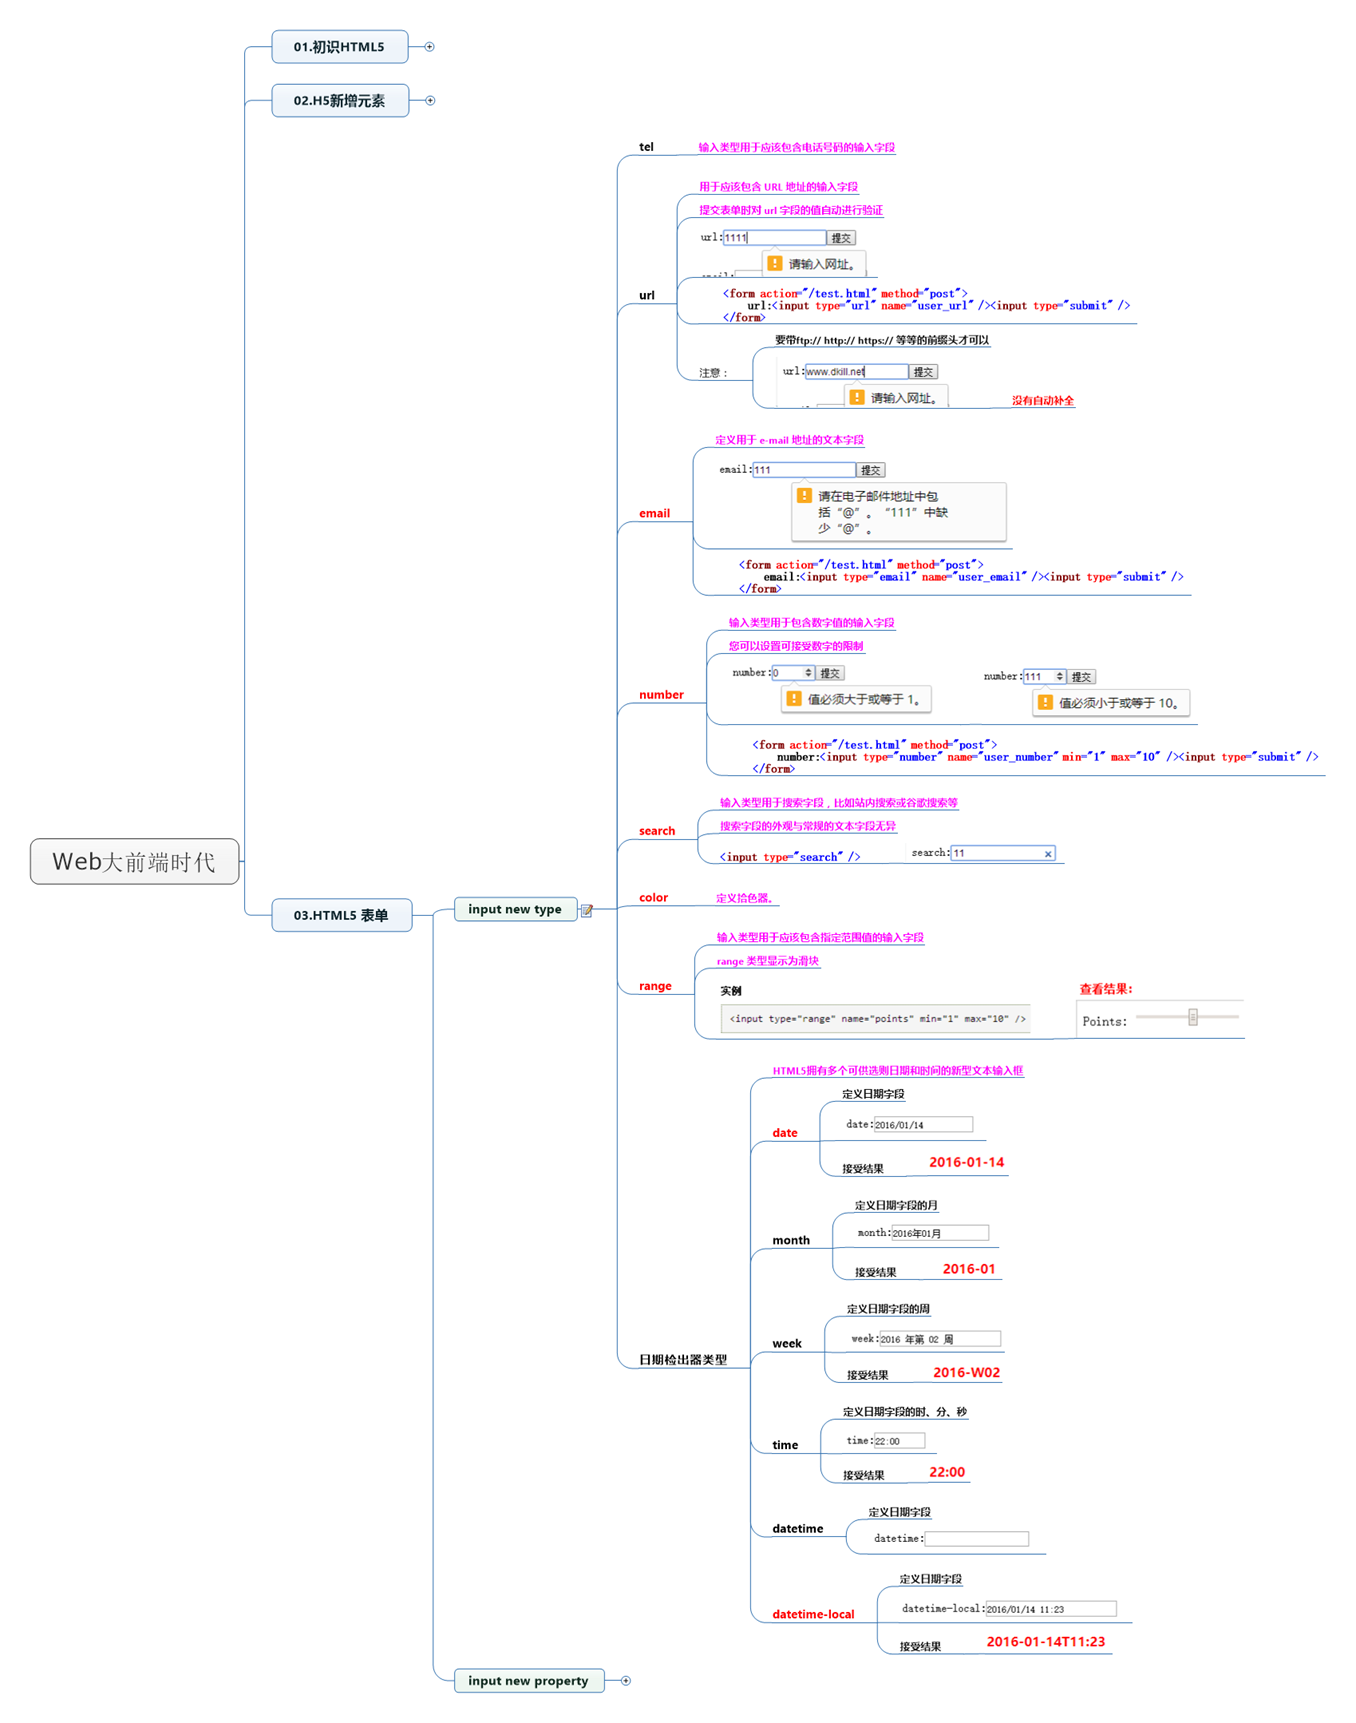 01.初识HTML5
02.H5新增元素
tel
输入类型用于应该包含电话号码的输入字段
用于应该包含 URL 地址的输入字段
提交表单时对 url 字段的值自动进行验证
url:1111 提交
请输入网址。
url
<form action="/test.html" method="post">
url:<input type="url" name="user_url" /><input type="submit" />
</form>
注意：
要带ftp:// http:// https:// 等等的前缀头才可以
url:www.dkill.net 提交
请输入网址。
没有自动补全
email
定义用于 e-mail 地址的文本字段
email:111 提交
请在电子邮件地址中包
括“@”。“111”中缺
少“@”。
<form action="/test.html" method="post">
email:<input type="email" name="user_email" /><input type="submit" />
</form>
number
输入类型用于包含数字值的输入字段
您可以设置可接受数字的限制
number:0 提交
值必须大于或等于 1。
number:111 提交
值必须小于或等于 10。
<form action="/test.html" method="post">
number:<input type="number" name="user_number" min="1" max="10" /><input type="submit" />
</form>
search
输入类型用于搜索字段，比如站内搜索或谷歌搜索等
搜索字段的外观与常规的文本字段无异
<input type="search" />
search:11
Web大前端时代
03.HTML5 表单
input new type
color
定义拾色器。
range
输入类型用于应该包含指定范围值的输入字段
range 类型显示为滑块
实例
<input type="range" name="points" min="1" max="10" />
查看结果：
Points:
日期检出器类型
HTML5拥有多个可供选则日期和时间的新型文本输入框
date
定义日期字段
date:2016/01/14
接受结果
2016-01-14
month
定义日期字段的月
month:2016年01月
接受结果
2016-01
week
定义日期字段的周
week:2016 年第 02 周
接受结果
2016-W02
time
定义日期字段的时、分、秒
time:22:00
接受结果
22:00
datetime
定义日期字段
datetime:
datetime-local
定义日期字段
datetime-local:2016/01/14 11:23
接受结果
2016-01-14T11:23
input new property